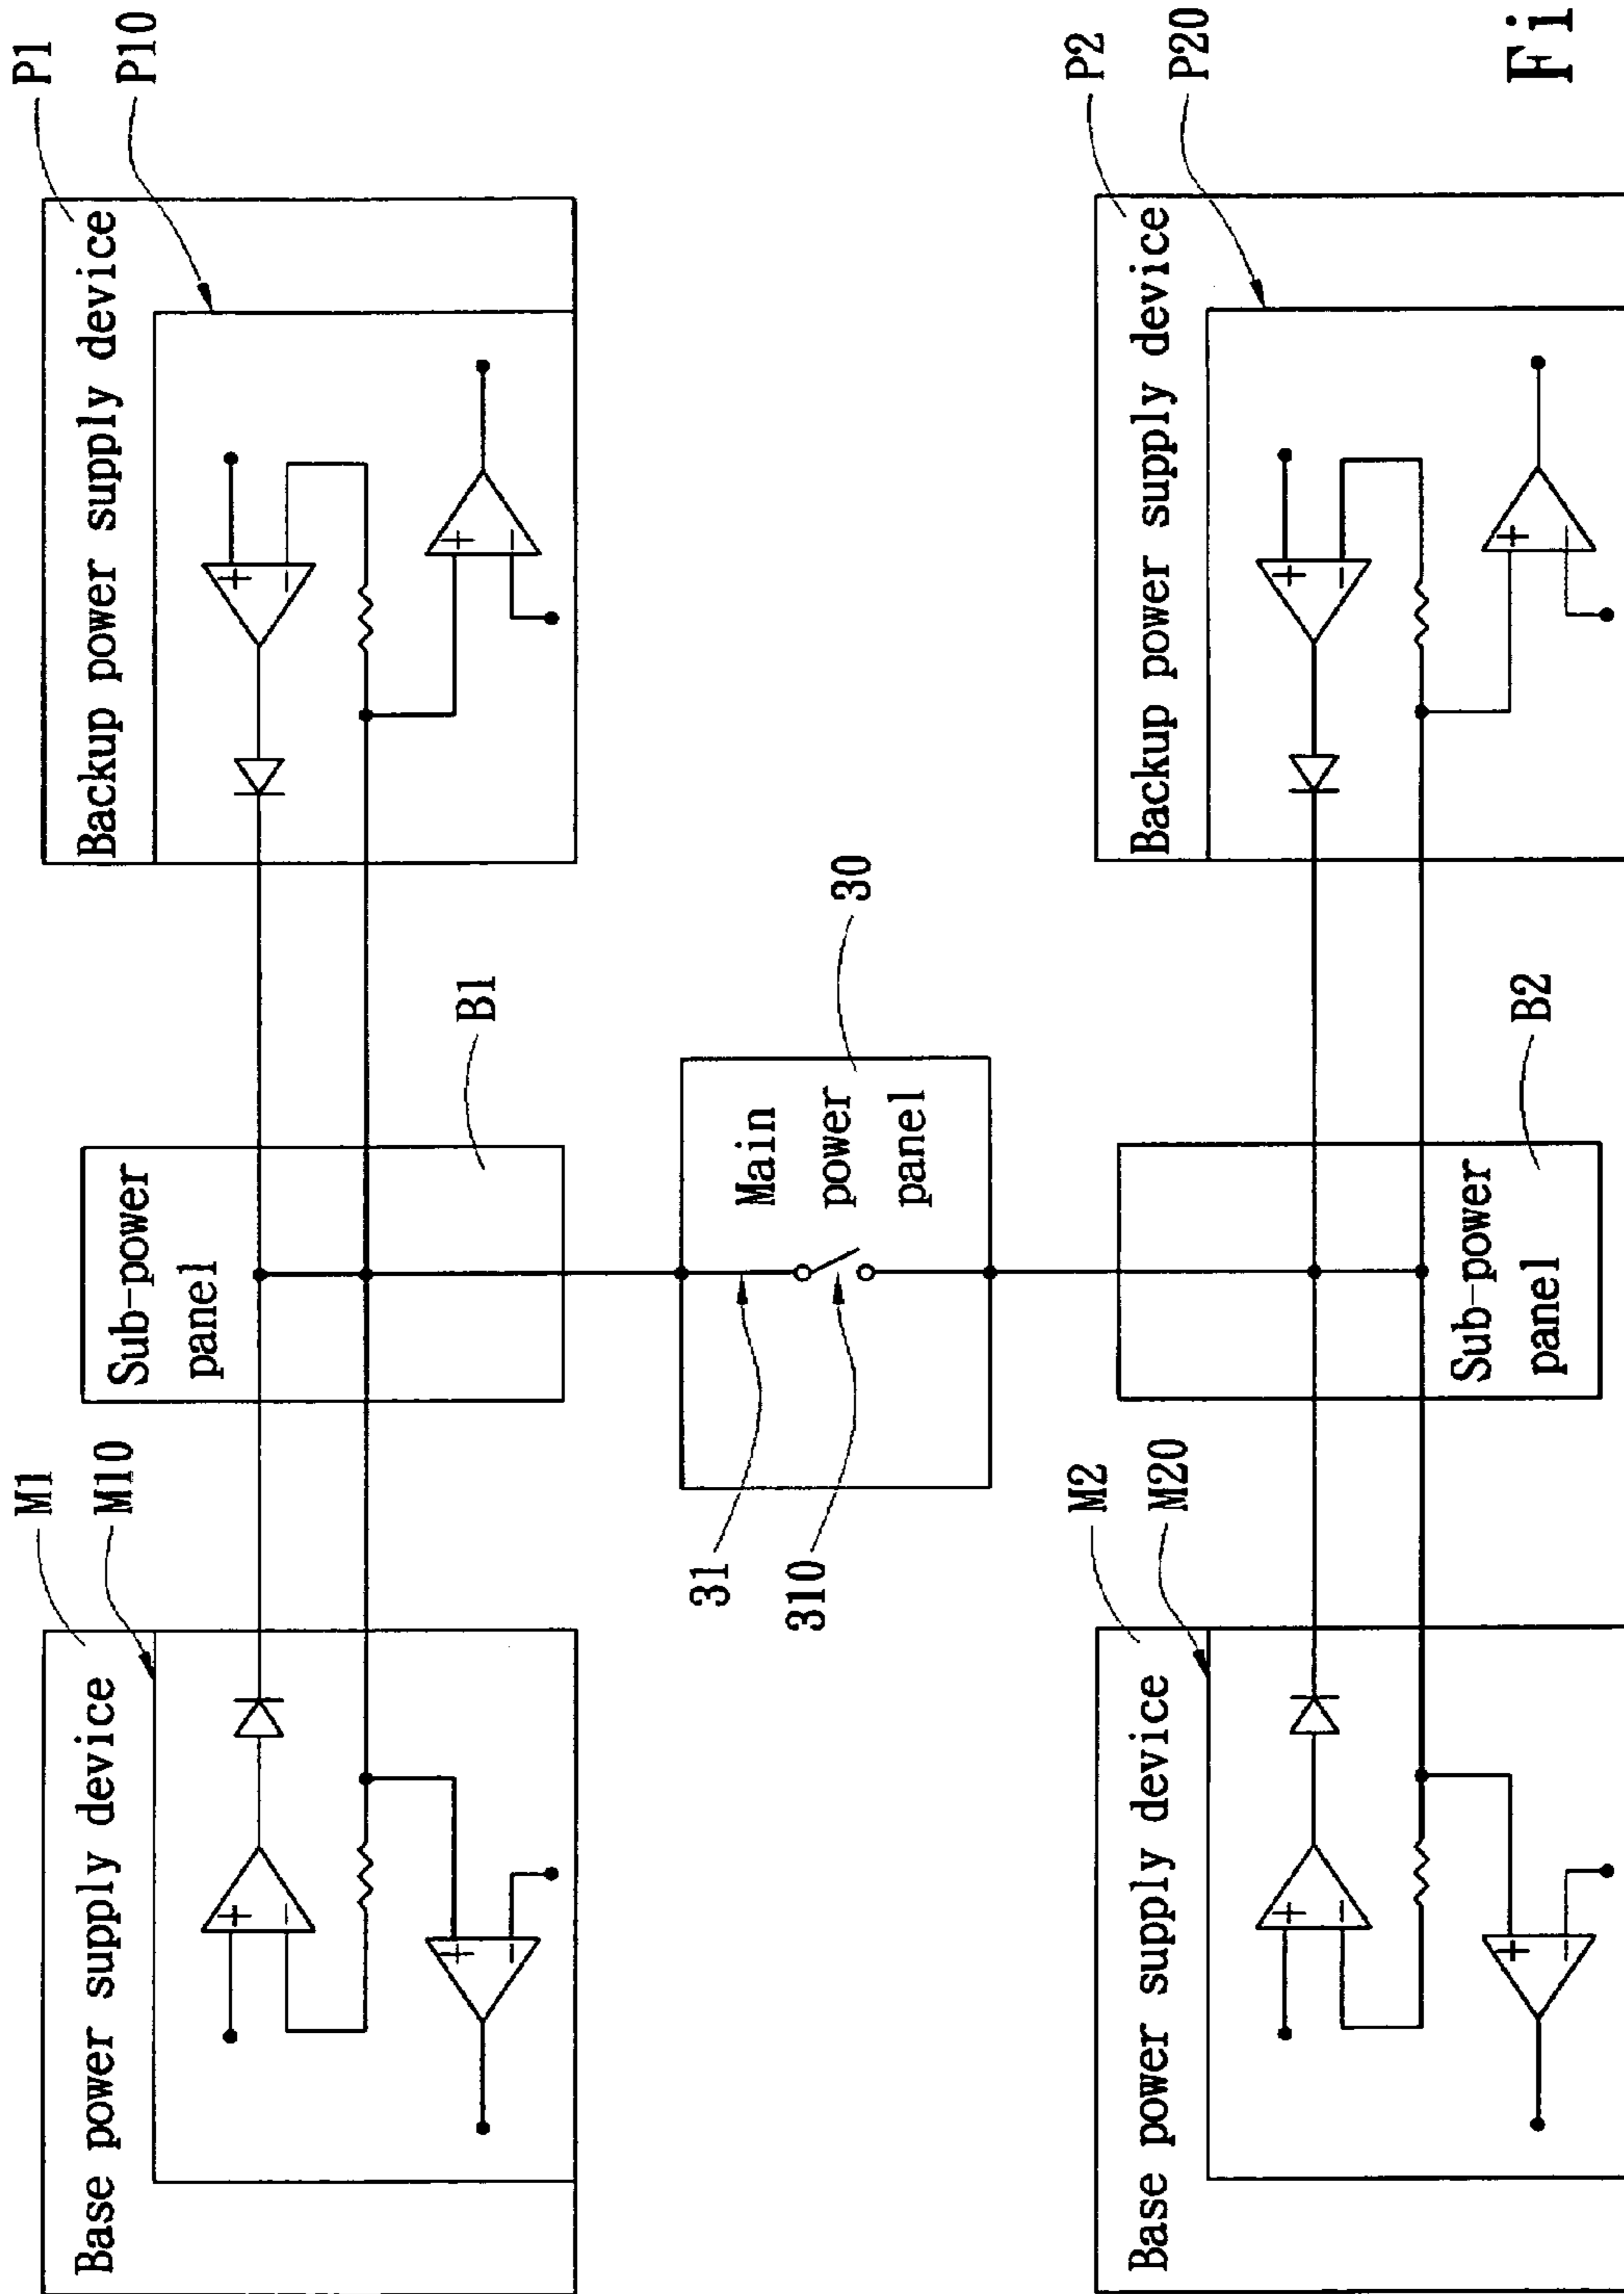 Base power supply device
M1
M10
Sub-power
panel
B1
Backup power supply device
P1
P10
+
−
+
−
+
−
+
−
31
310
Main
power
panel
30
Base power supply device
M2
M20
Sub-power
panel
B2
Backup power supply device
P2
P20
+
−
+
−
+
−
+
−
Fi